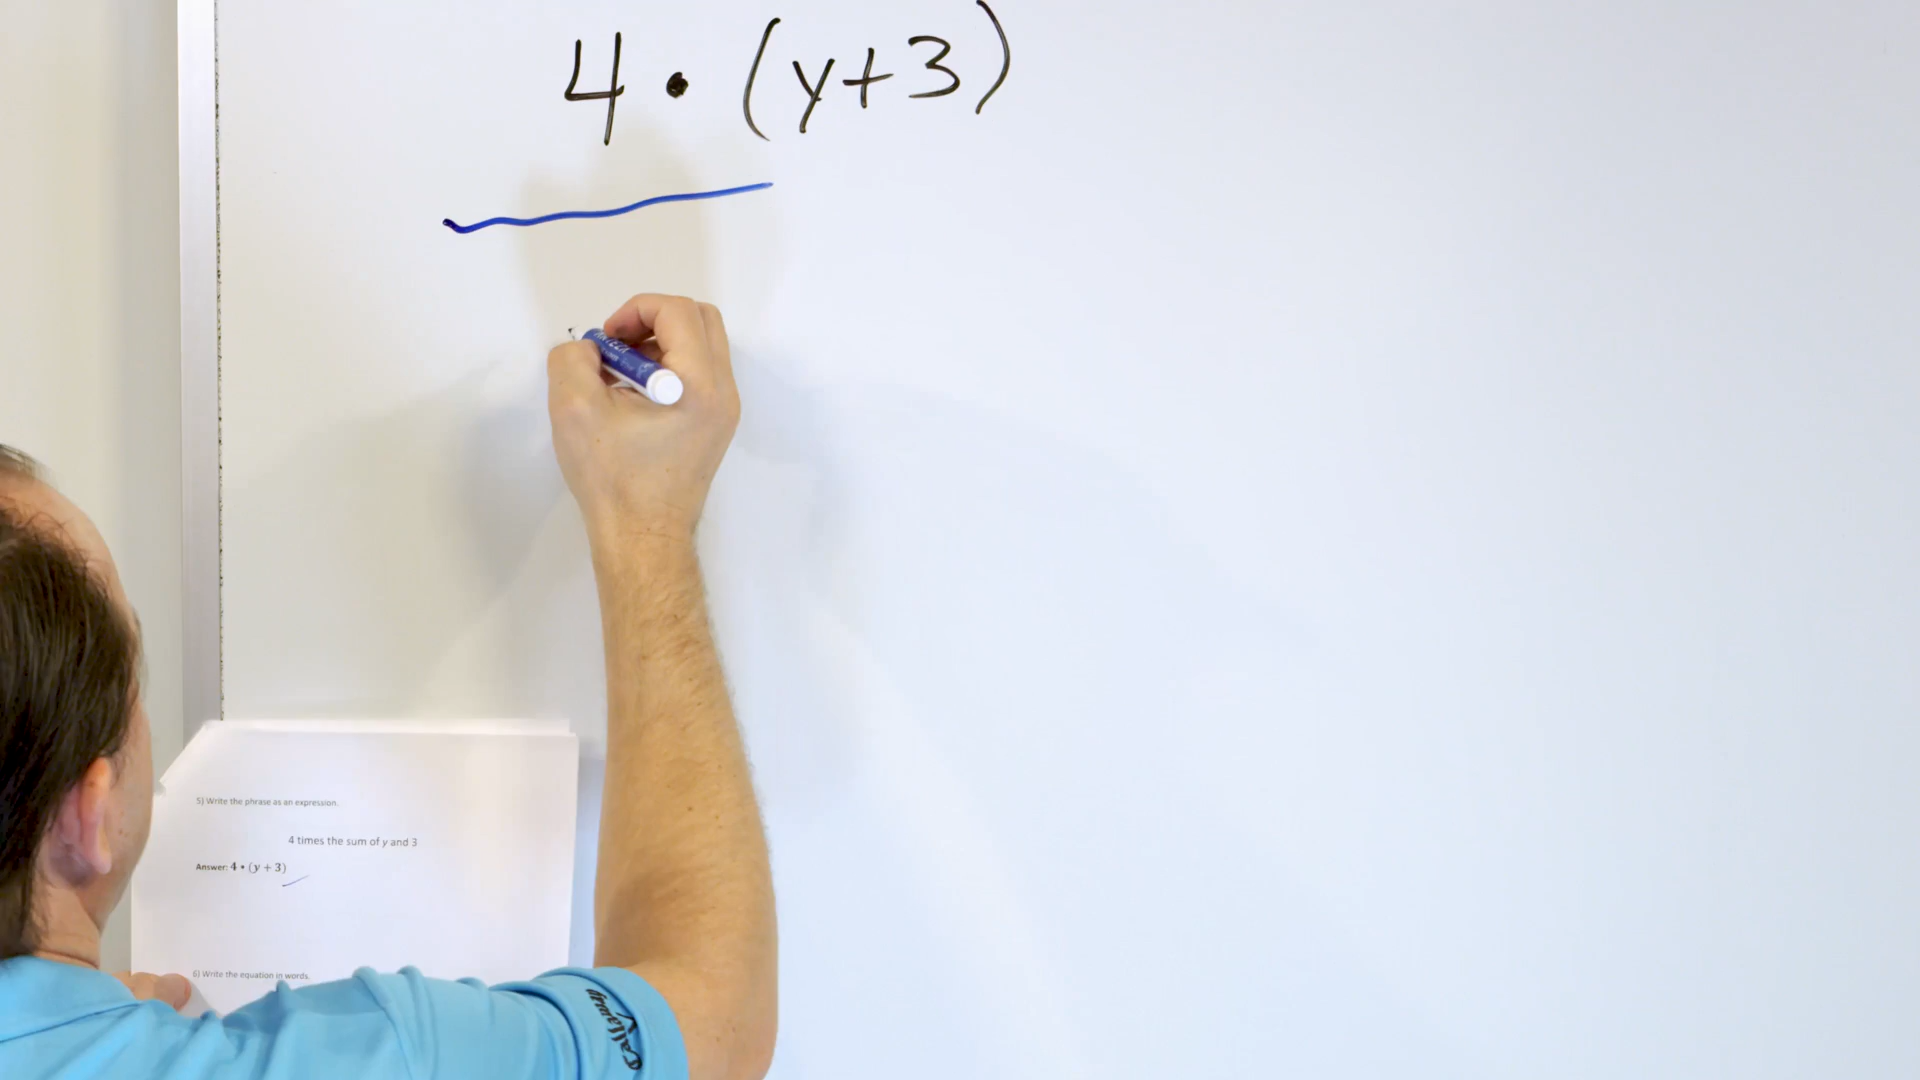 4 • (y+3)
5) Write the phrase as an expression.
4 times the sum of y and 3
Answer: 4 • (y + 3)
6) Write the equation in words.
Callaway